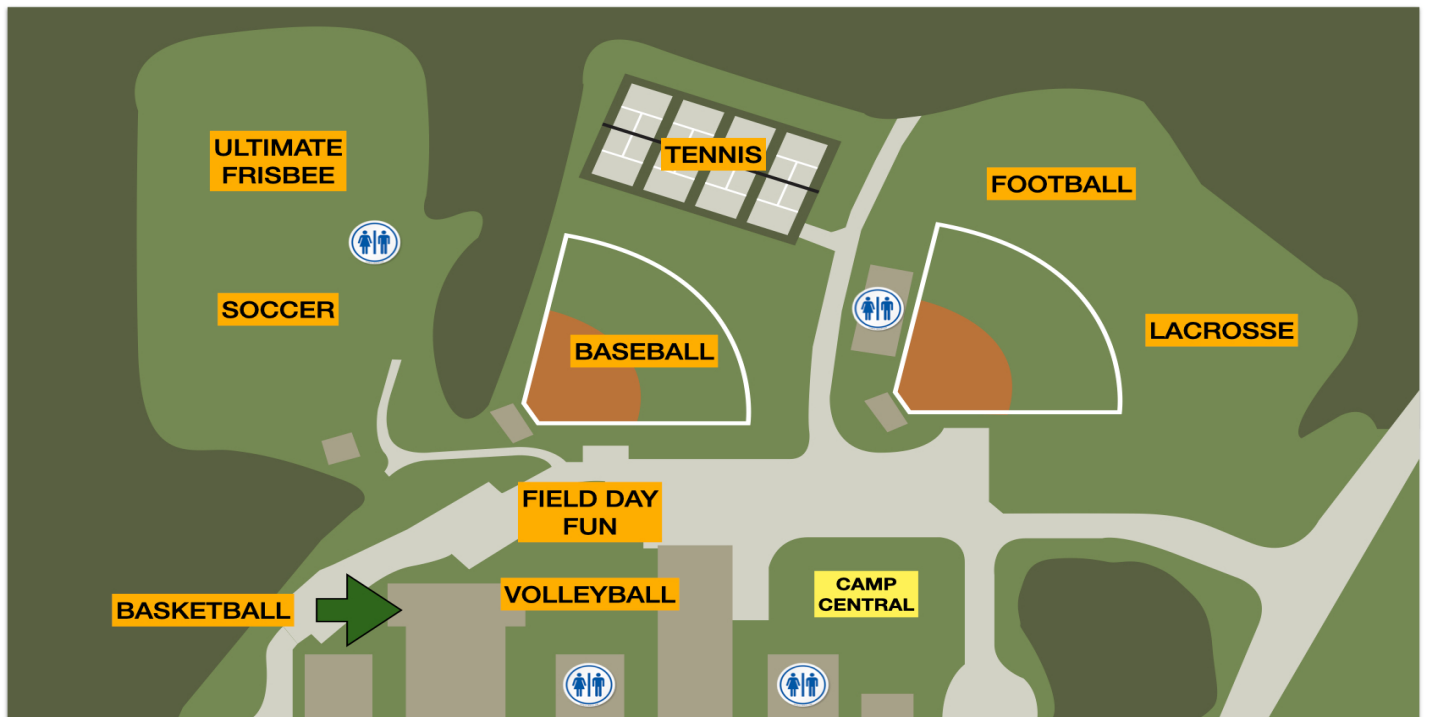 ULTIMATE
FRISBEE
TENNIS
FOOTBALL
SOCCER
BASEBALL
LACROSSE
FIELD DAY
FUN
VOLLEYBALL
CAMP
CENTRAL
BASKETBALL